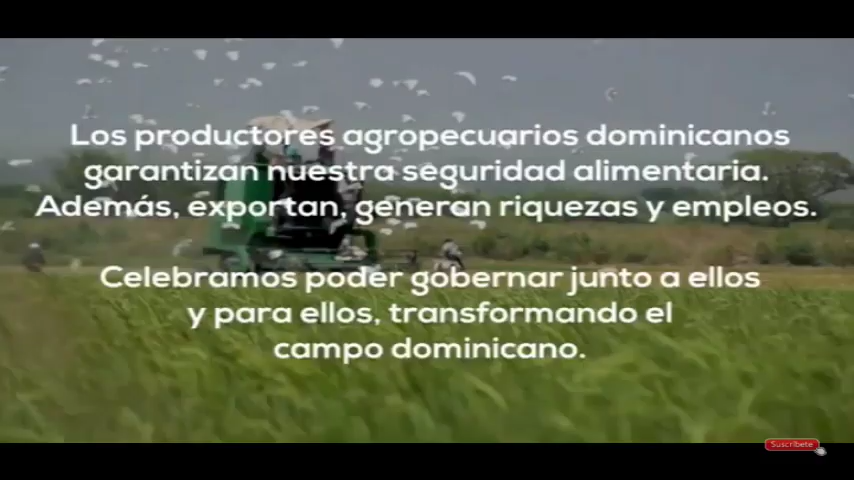 Los productores agropecuarios dominicanos
garantizan nuestra seguridad alimentaria.
Además, exportan, generan riquezas y empleos.
Celebramos poder gobernar junto a ellos
y para ellos, transformando el
campo dominicano.
Suscríbete